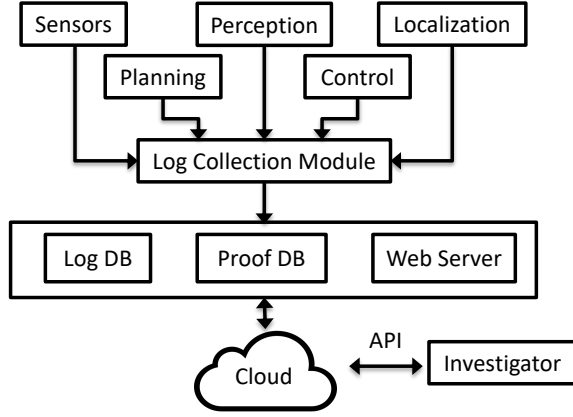 Sensors
Perception
Localization
Planning
Control
Log Collection Module
Log DB
Proof DB
Web Server
API
Cloud
Investigator